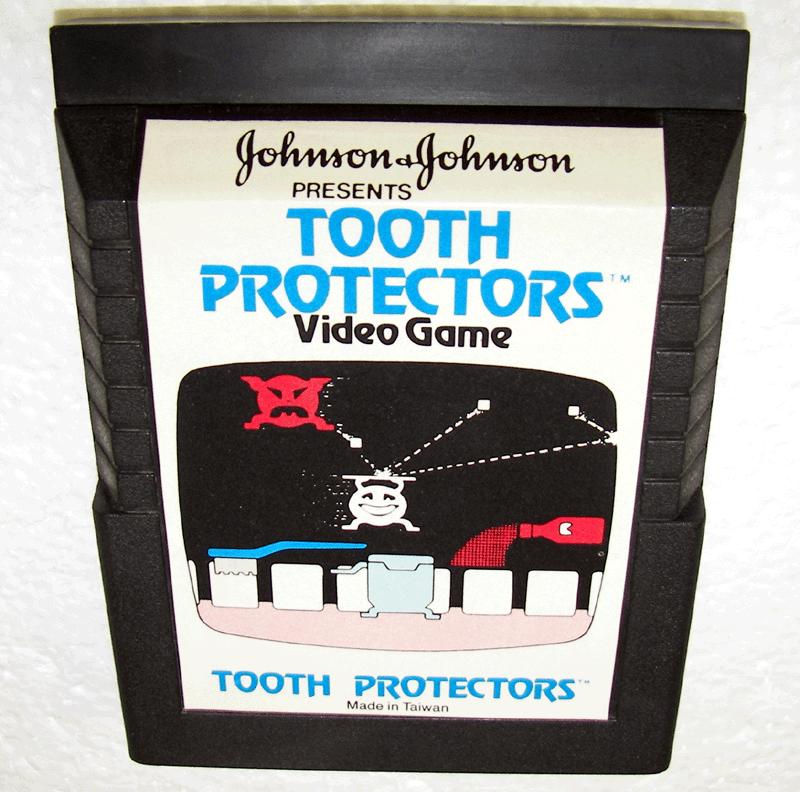 Johnson & Johnson
PRESENTS
TOOTH
PROTECTORS™
Video Game
TOOTH PROTECTORS™
Made in Taiwan